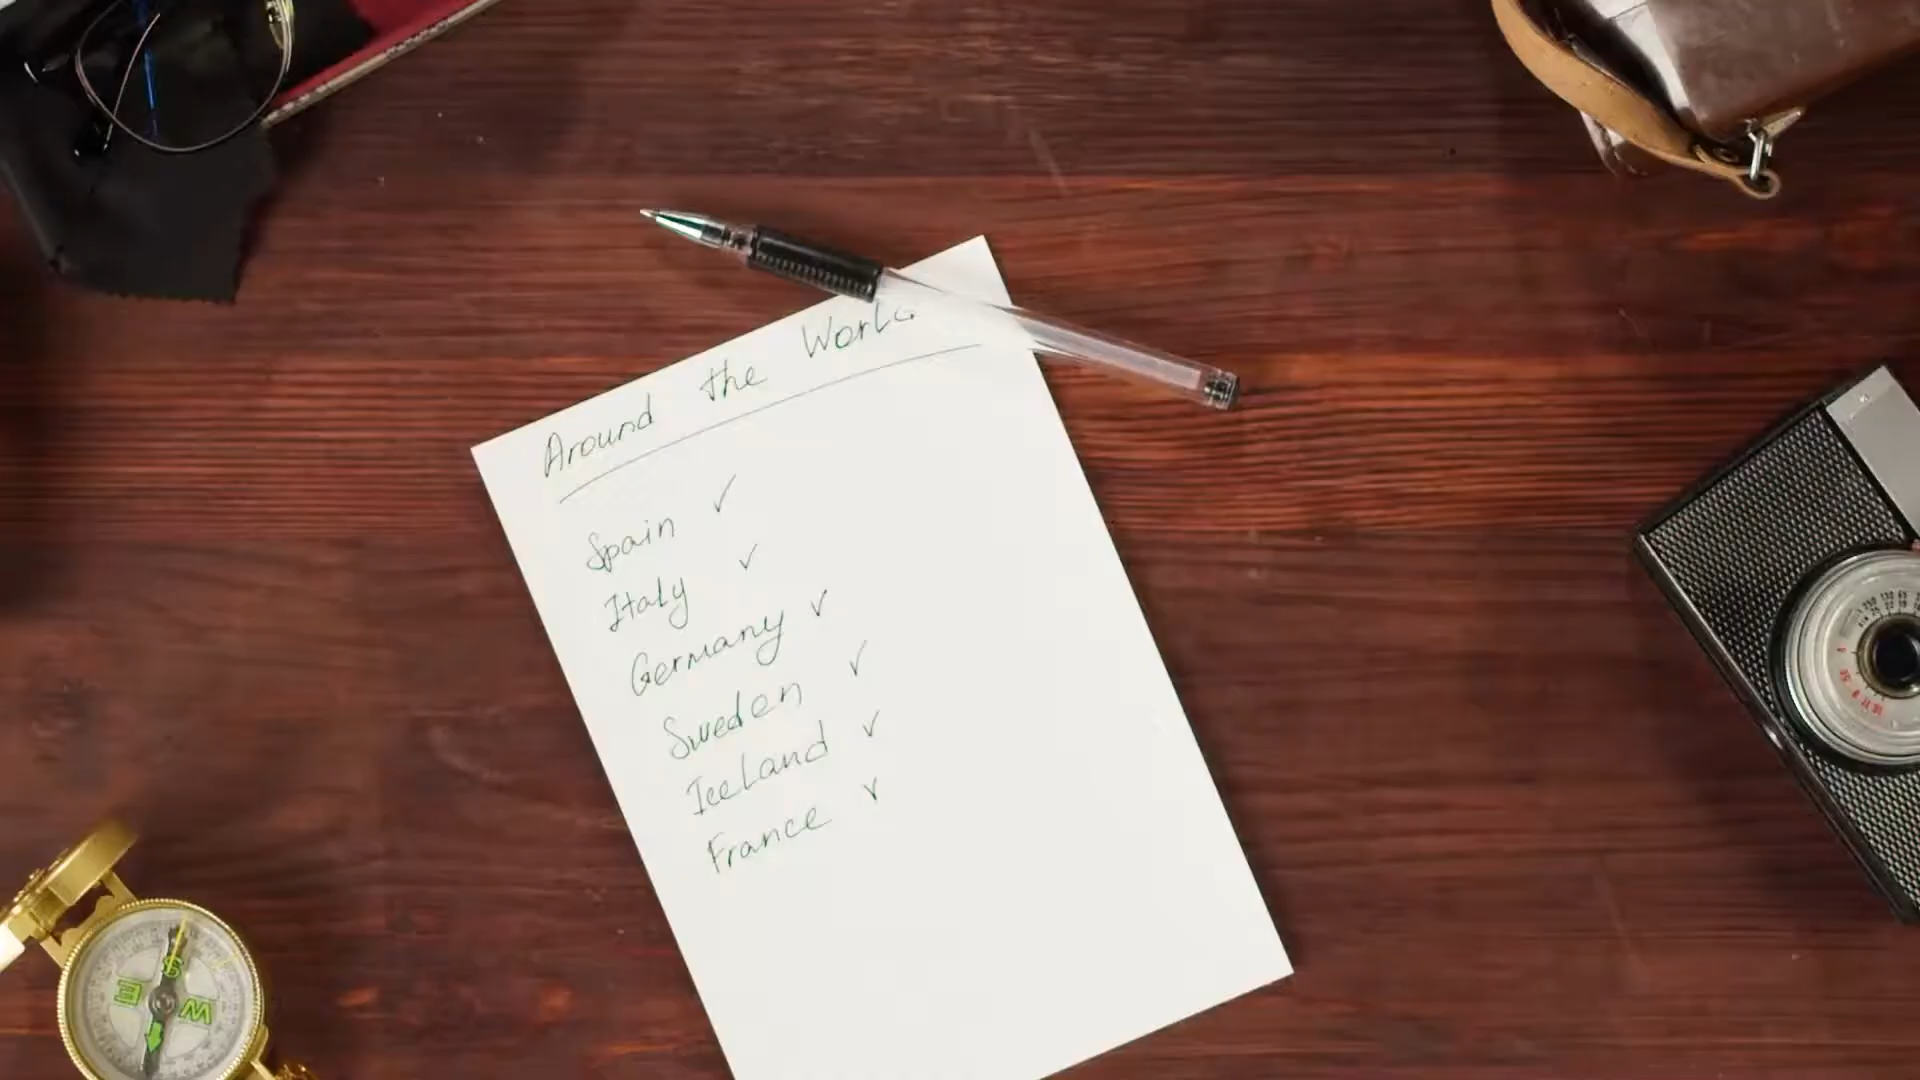 Around the World
Spain ✓
Italy ✓
Germany ✓
Sweden ✓
Iceland ✓
France ✓
S
E
W